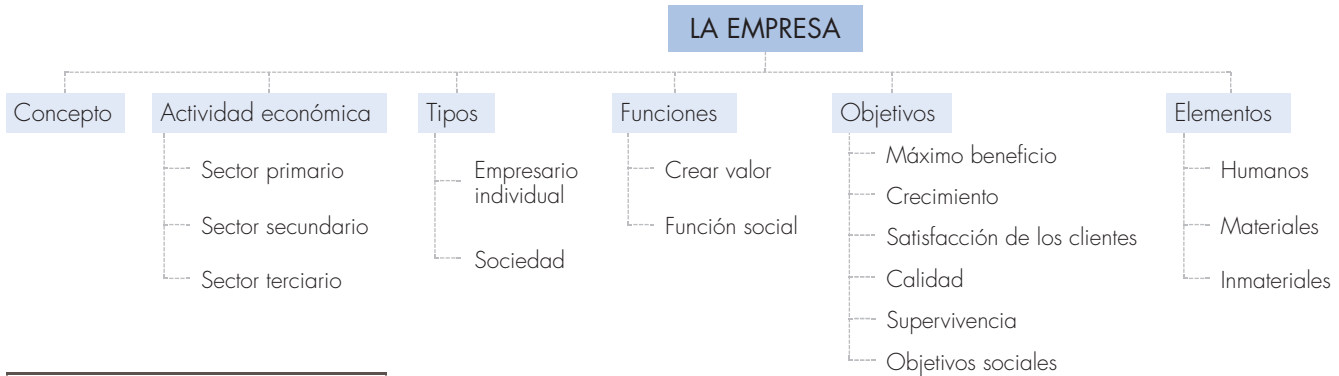 LA EMPRESA
Concepto
Actividad económica
Sector primario
Sector secundario
Sector terciario
Tipos
Empresario
individual
Sociedad
Funciones
Crear valor
Función social
Objetivos
Máximo beneficio
Crecimiento
Satisfacción de los clientes
Calidad
Supervivencia
Objetivos sociales
Elementos
Humanos
Materiales
Inmateriales